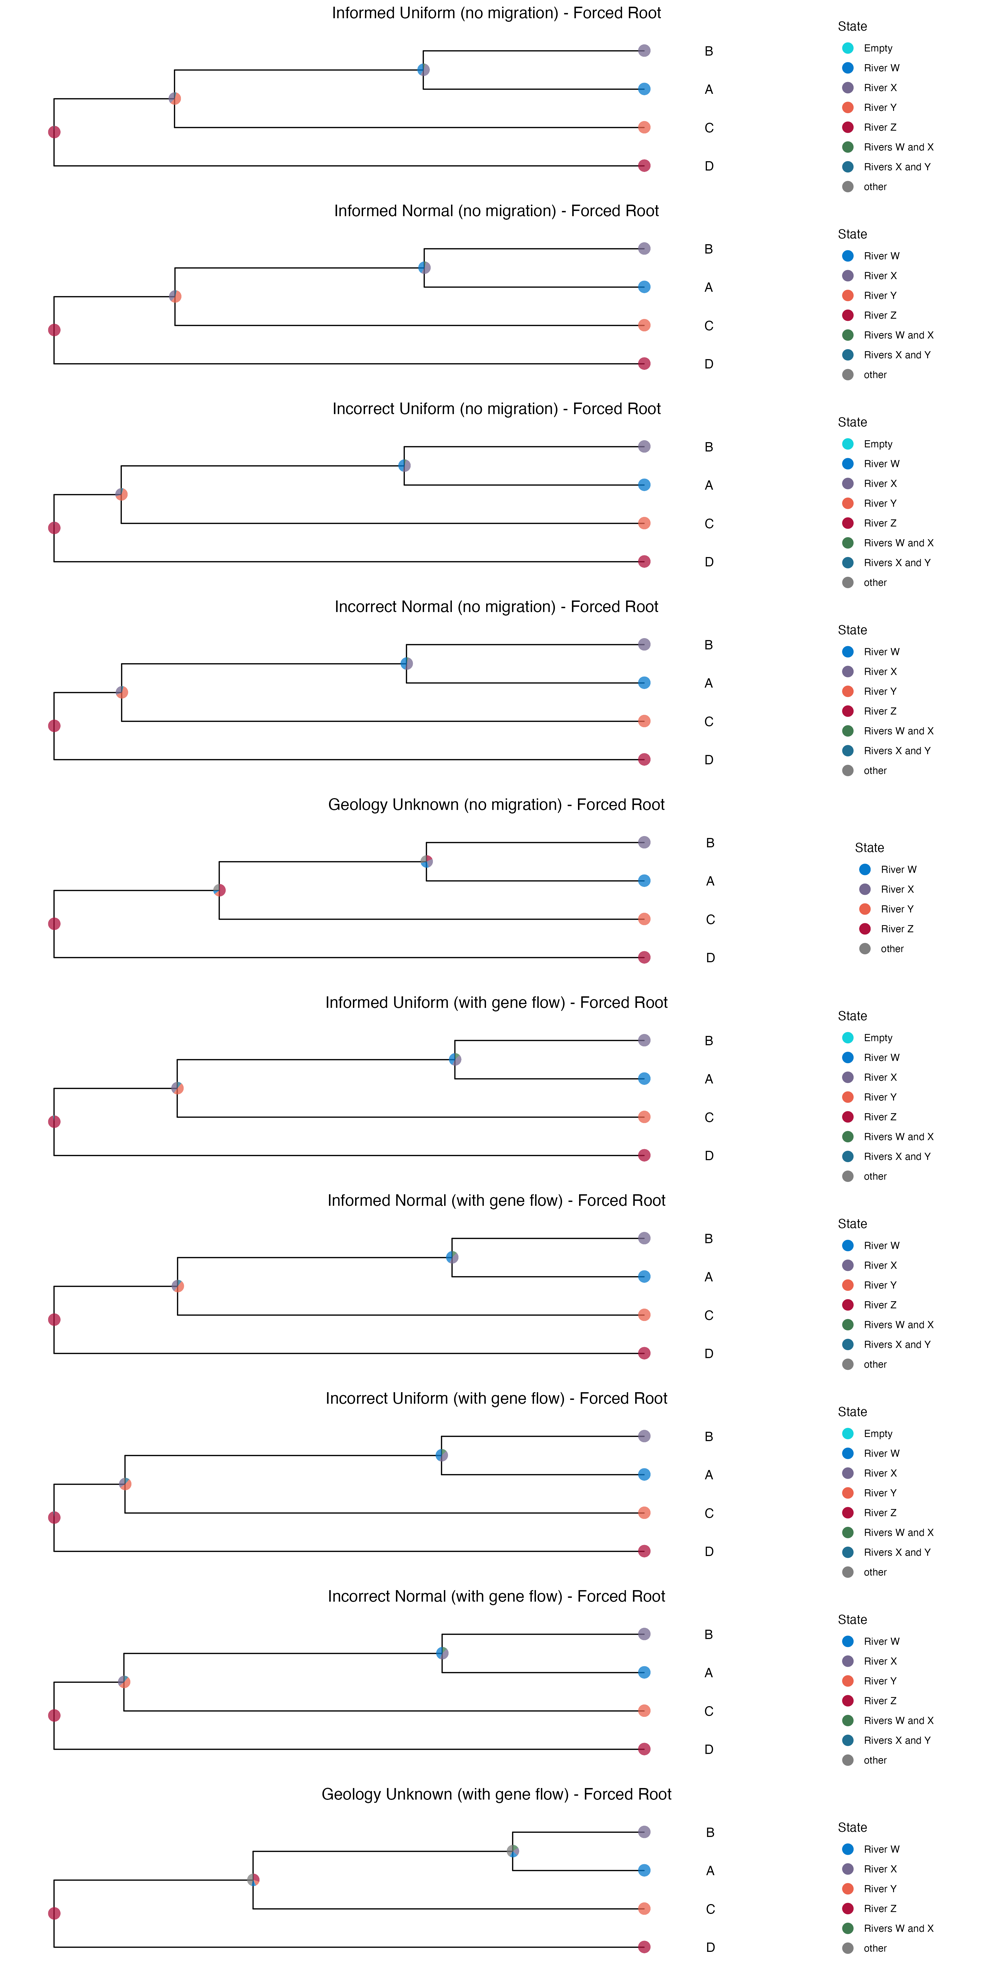 Informed Uniform (no migration) - Forced Root
B
A
C
D
State
Empty
River W
River X
River Y
River Z
Rivers W and X
Rivers X and Y
other
Informed Normal (no migration) - Forced Root
B
A
C
D
State
River W
River X
River Y
River Z
Rivers W and X
Rivers X and Y
other
Incorrect Uniform (no migration) - Forced Root
B
A
C
D
State
Empty
River W
River X
River Y
River Z
Rivers W and X
Rivers X and Y
other
Incorrect Normal (no migration) - Forced Root
B
A
C
D
State
River W
River X
River Y
River Z
Rivers W and X
Rivers X and Y
other
Geology Unknown (no migration) - Forced Root
B
A
C
D
State
River W
River X
River Y
River Z
other
Informed Uniform (with gene flow) - Forced Root
B
A
C
D
State
Empty
River W
River X
River Y
River Z
Rivers W and X
Rivers X and Y
other
Informed Normal (with gene flow) - Forced Root
B
A
C
D
State
River W
River X
River Y
River Z
Rivers W and X
Rivers X and Y
other
Incorrect Uniform (with gene flow) - Forced Root
B
A
C
D
State
Empty
River W
River X
River Y
River Z
Rivers W and X
Rivers X and Y
other
Incorrect Normal (with gene flow) - Forced Root
B
A
C
D
State
River W
River X
River Y
River Z
Rivers W and X
Rivers X and Y
other
Geology Unknown (with gene flow) - Forced Root
B
A
C
D
State
River W
River X
River Y
River Z
Rivers W and X
other